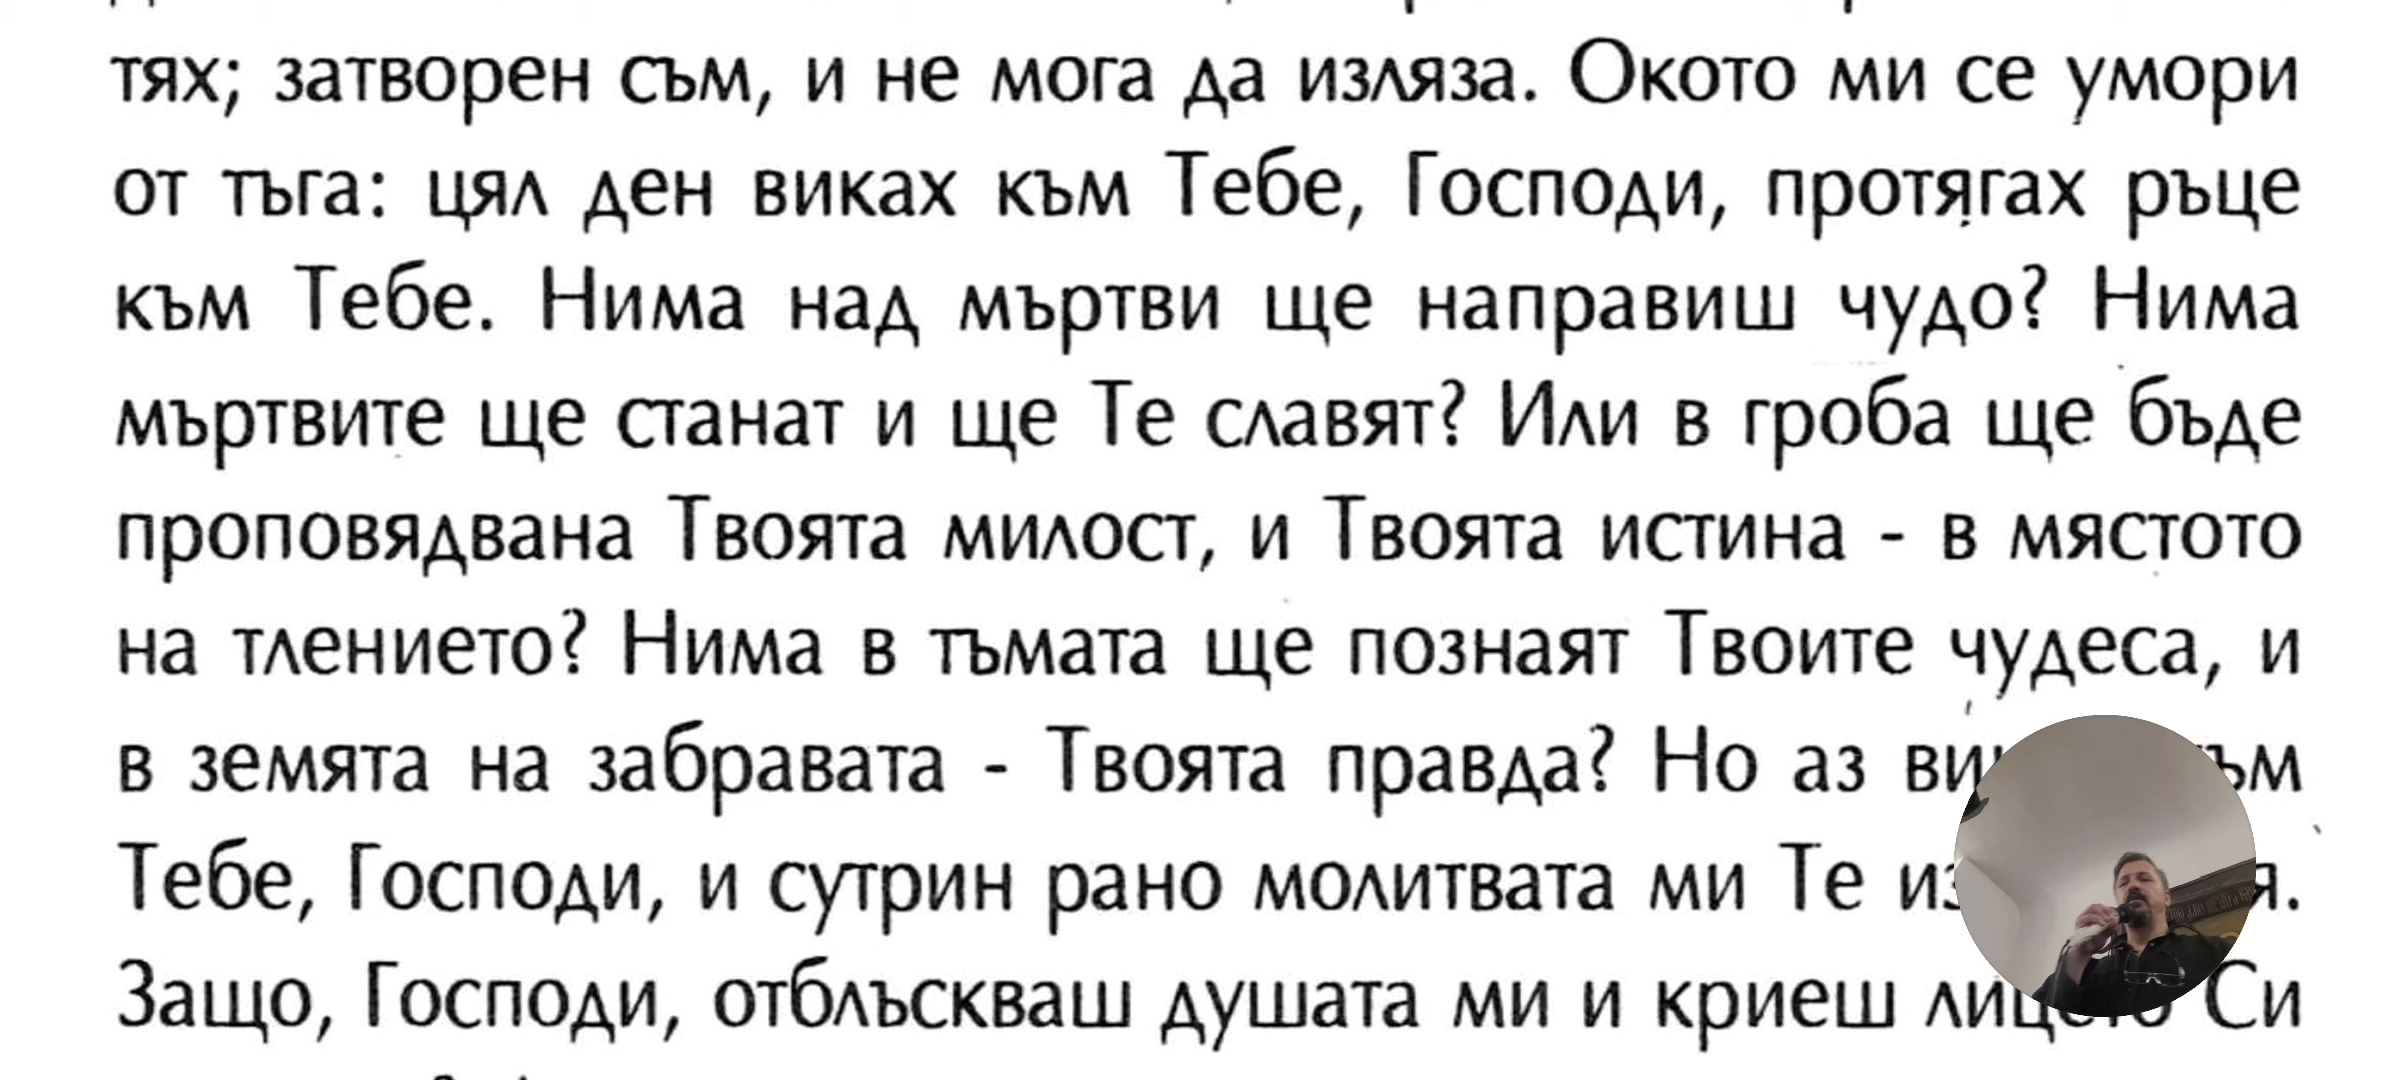 тях; затворен съм, и не мога да изляза. Окото ми се умори
от тъга: цял ден виках към Тебе, Господи, протягах ръце
към Тебе. Нима над мъртви ще направиш чудо? Нима
мъртвите ще станат и ще Те славят? Или в гроба ще бъде
проповядвана Твоята милост, и Твоята истина - в мястото
на тлението? Нима в тъмата ще познаят Твоите чудеса, и
в земята на забравата - Твоята правда? Но аз
Тебе, Господи, и сутрин рано молитвата ми Те
Защо, Господи, отблъскваш душата ми и криеш лицето Си